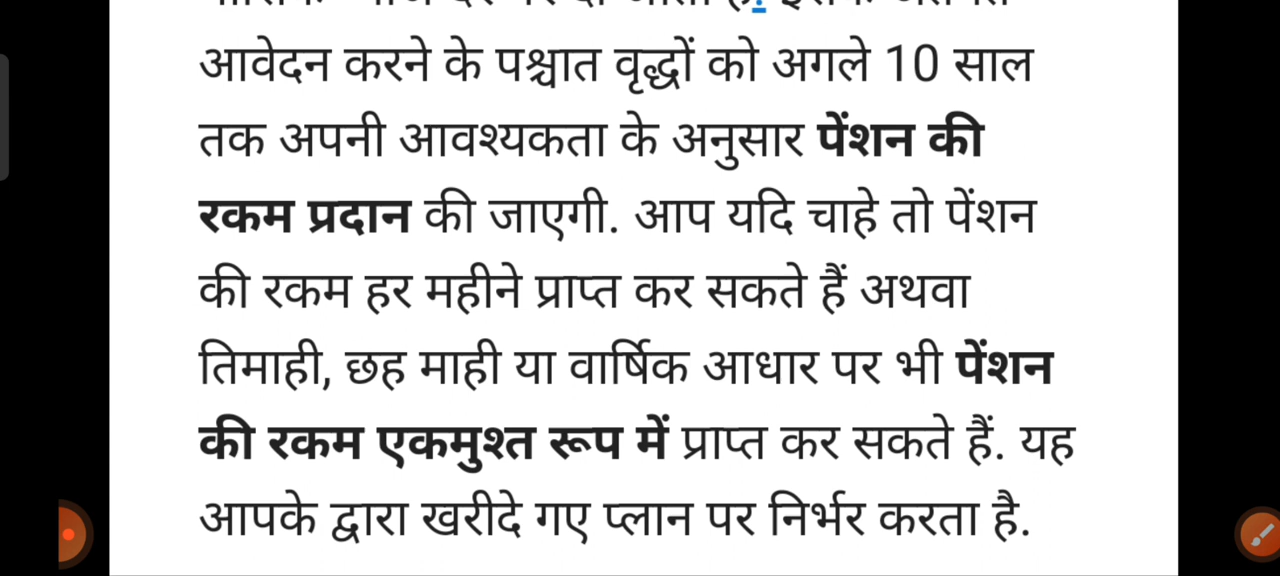 आवेदन करने के पश्चात वृद्धों को अगले 10 साल
तक अपनी आवश्यकता के अनुसार पेंशन की
रकम प्रदान की जाएगी. आप यदि चाहे तो पेंशन
की रकम हर महीने प्राप्त कर सकते हैं अथवा
तिमाही, छह माही या वार्षिक आधार पर भी पेंशन
की रकम एकमुश्त रूप में प्राप्त कर सकते हैं. यह
आपके द्वारा खरीदे गए प्लान पर निर्भर करता है.